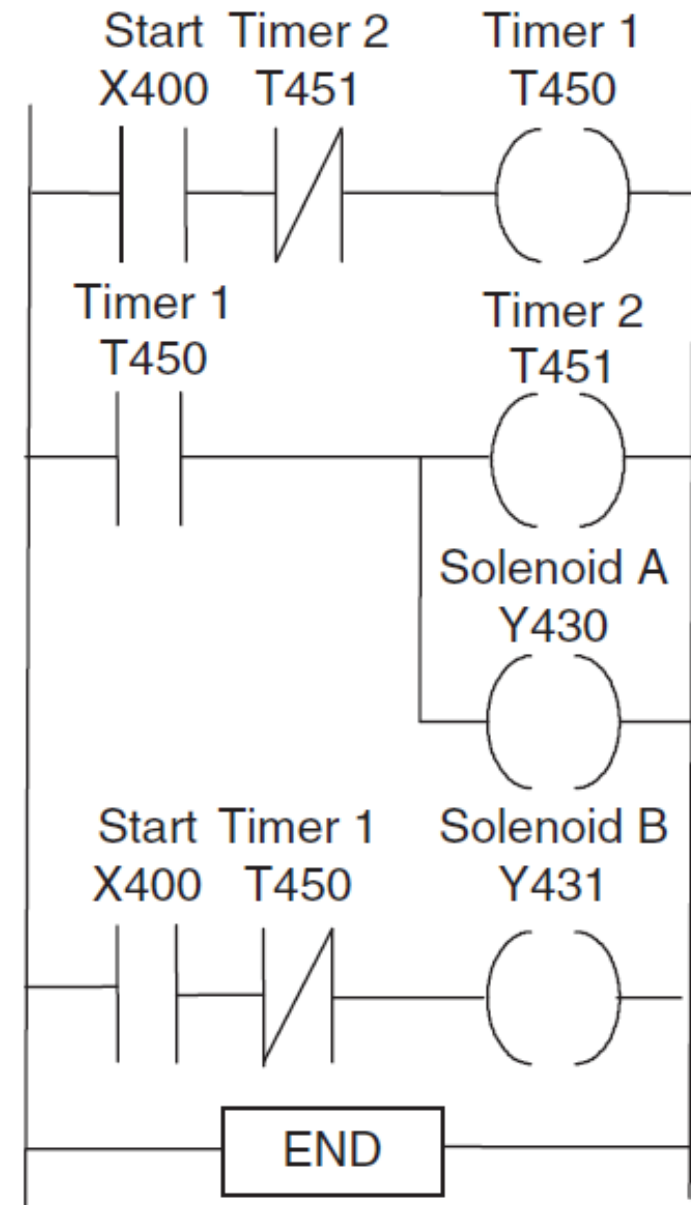 Start Timer 2 Timer 1
X400 T451 T450
Timer 1 Timer 2
T450 T451
Solenoid A
Y430
Start Timer 1 Solenoid B
X400 T450 Y431
END